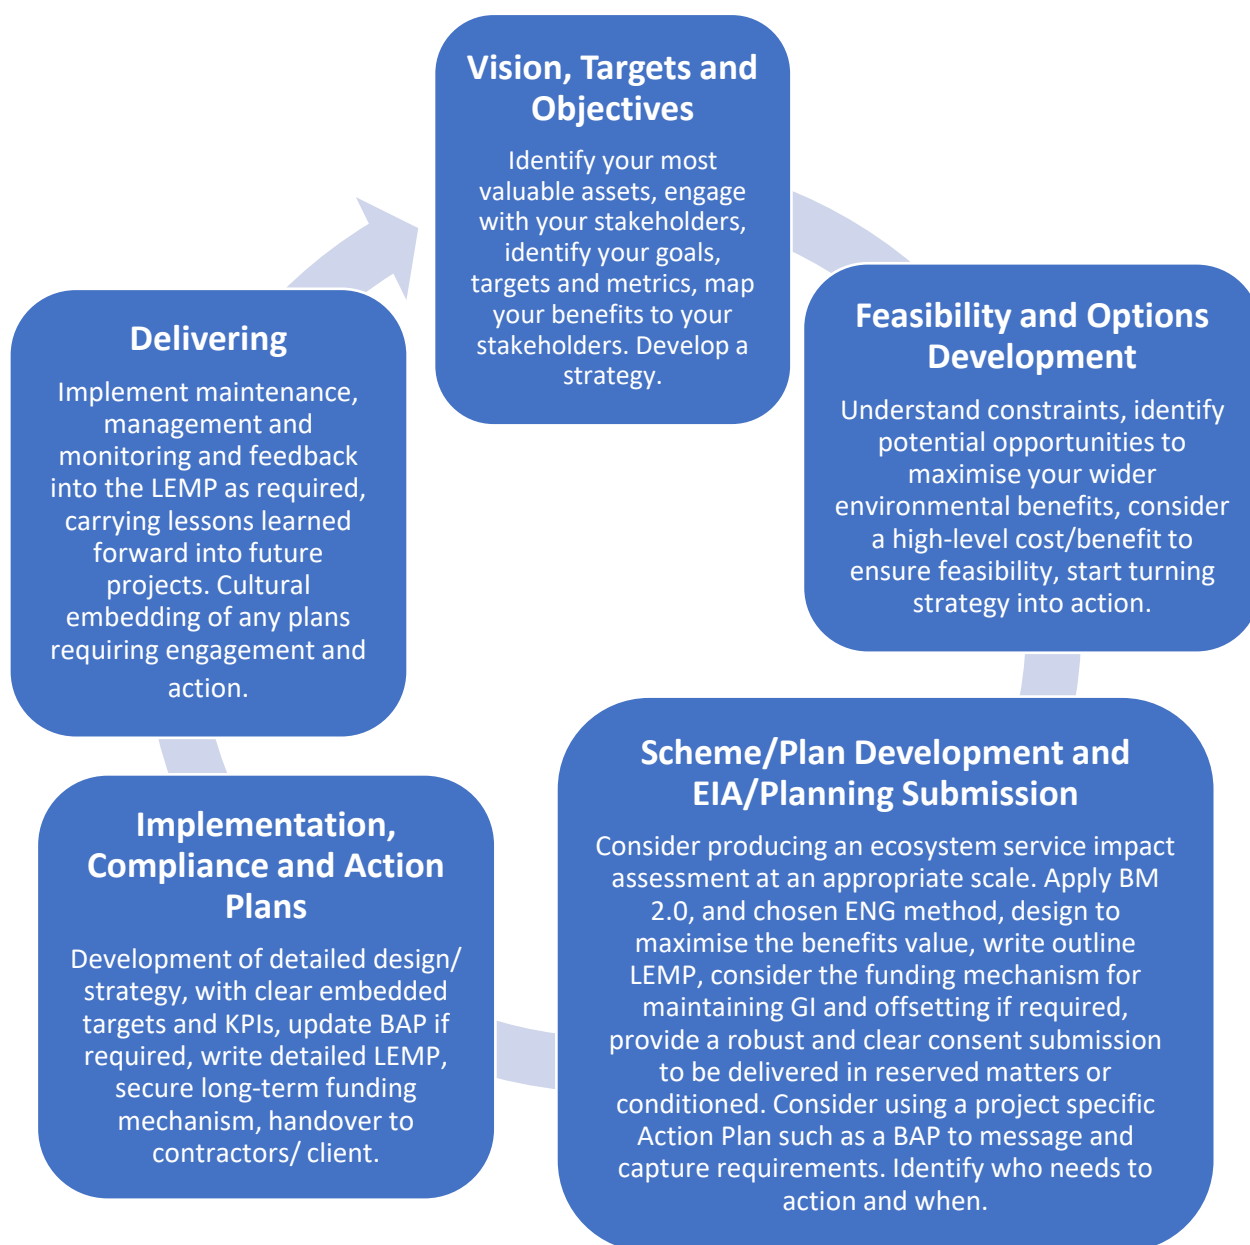 Vision, Targets and
Objectives
Identify your most
valuable assets, engage
with your stakeholders,
identify your goals,
targets and metrics, map
your benefits to your
stakeholders. Develop a
strategy.
Feasibility and Options
Development
Understand constraints, identify
potential opportunities to
maximise your wider
environmental benefits, consider
a high-level cost/benefit to
ensure feasibility, start turning
strategy into action.
Scheme/Plan Development and
EIA/Planning Submission
Consider producing an ecosystem service impact
assessment at an appropriate scale. Apply BM
2.0, and chosen ENG method, design to
maximise the benefits value, write outline
LEMP, consider the funding mechanism for
maintaining GI and offsetting if required,
provide a robust and clear consent submission
to be delivered in reserved matters or
conditioned. Consider using a project specific
Action Plan such as a BAP to message and
capture requirements. Identify who needs to
action and when.
Implementation,
Compliance and Action
Plans
Development of detailed design/
strategy, with clear embedded
targets and KPIs, update BAP if
required, write detailed LEMP,
secure long-term funding
mechanism, handover to
contractors/ client.
Delivering
Implement maintenance,
management and
monitoring and feedback
into the LEMP as required,
carrying lessons learned
forward into future
projects. Cultural
embedding of any plans
requiring engagement and
action.